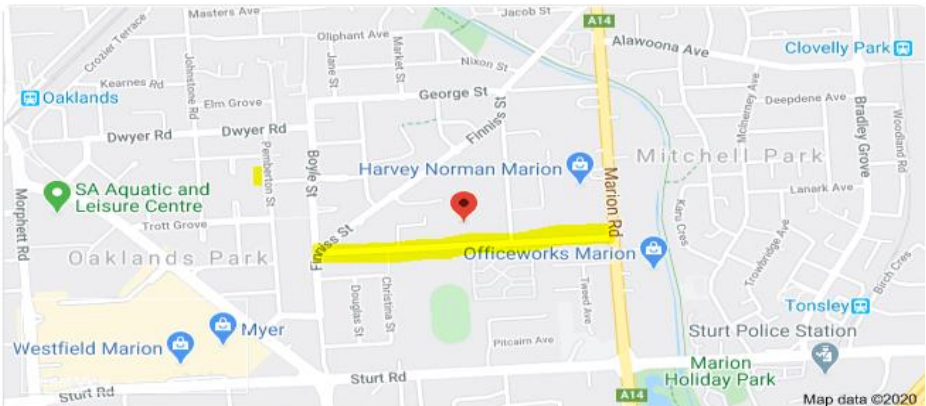 Masters Ave
Jacob St
A14
Crozier Terrace
Oliphant Ave
Market St
Jane St
Nixon St
Alawoona Ave
Clovelly Park
Kearnes Rd
Johnstone Rd
Oaklands
Elm Grove
George St
Finniss St
Deepdene Ave
McInerney Ave
Bradley Grove
Woodland Rd
Dwyer Rd
Dwyer Rd
Pemberton St
Boyle St
Harvey Norman Marion
Marion Rd
Mitchell Park
SA Aquatic and
Leisure Centre
Lanark Ave
Morphett Rd
Trott Grove
Finniss St
Kanu Cres
Trowbridge Ave
Oaklands Park
Officeworks Marion
Birch Cres
Douglas St
Christina St
Tweed Ave
Tonsley
Myer
Sturt Police Station
Westfield Marion
Pitcairn Ave
Marion
Holiday Park
Sturt Rd
Sturt Rd
A14
Map data ©2020